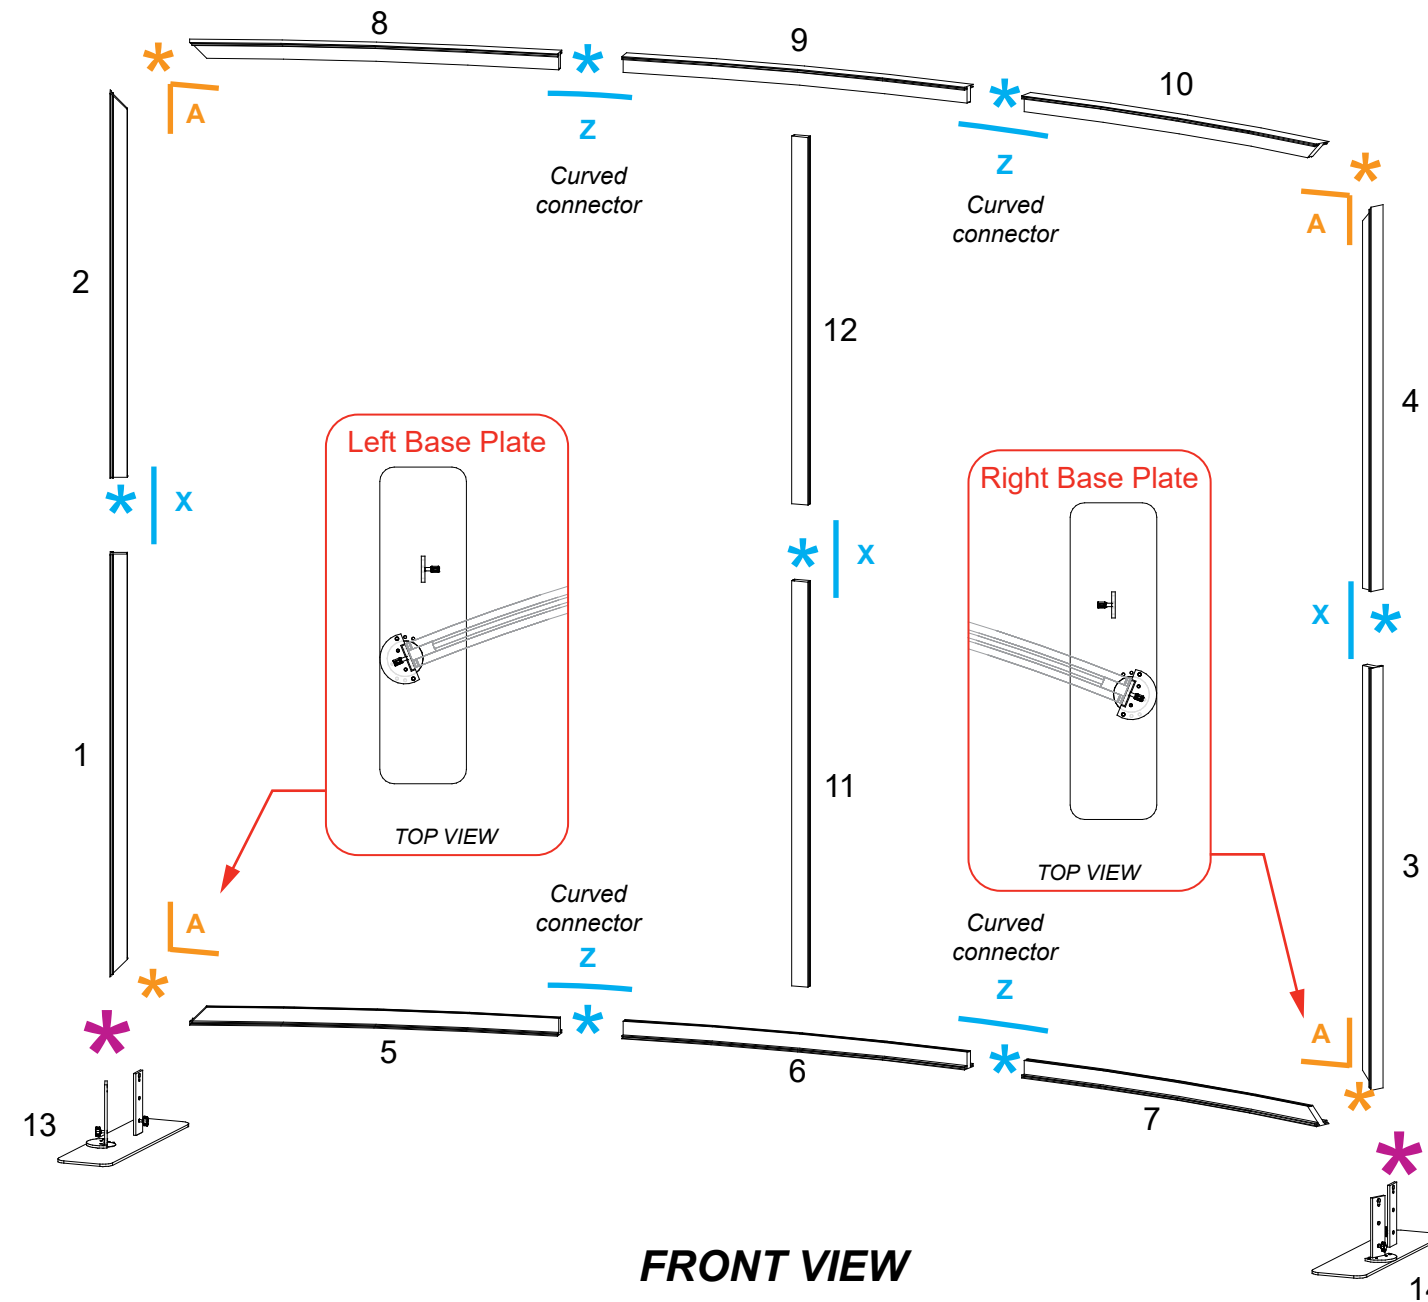 8
9
10
A
Z
Curved
connector
Z
Curved
connector
A
2
12
4
Left Base Plate
TOP VIEW
Right Base Plate
TOP VIEW
X
X
X
1
11
3
A
Curved
connector
Z
Curved
connector
Z
A
5
6
7
13
FRONT VIEW